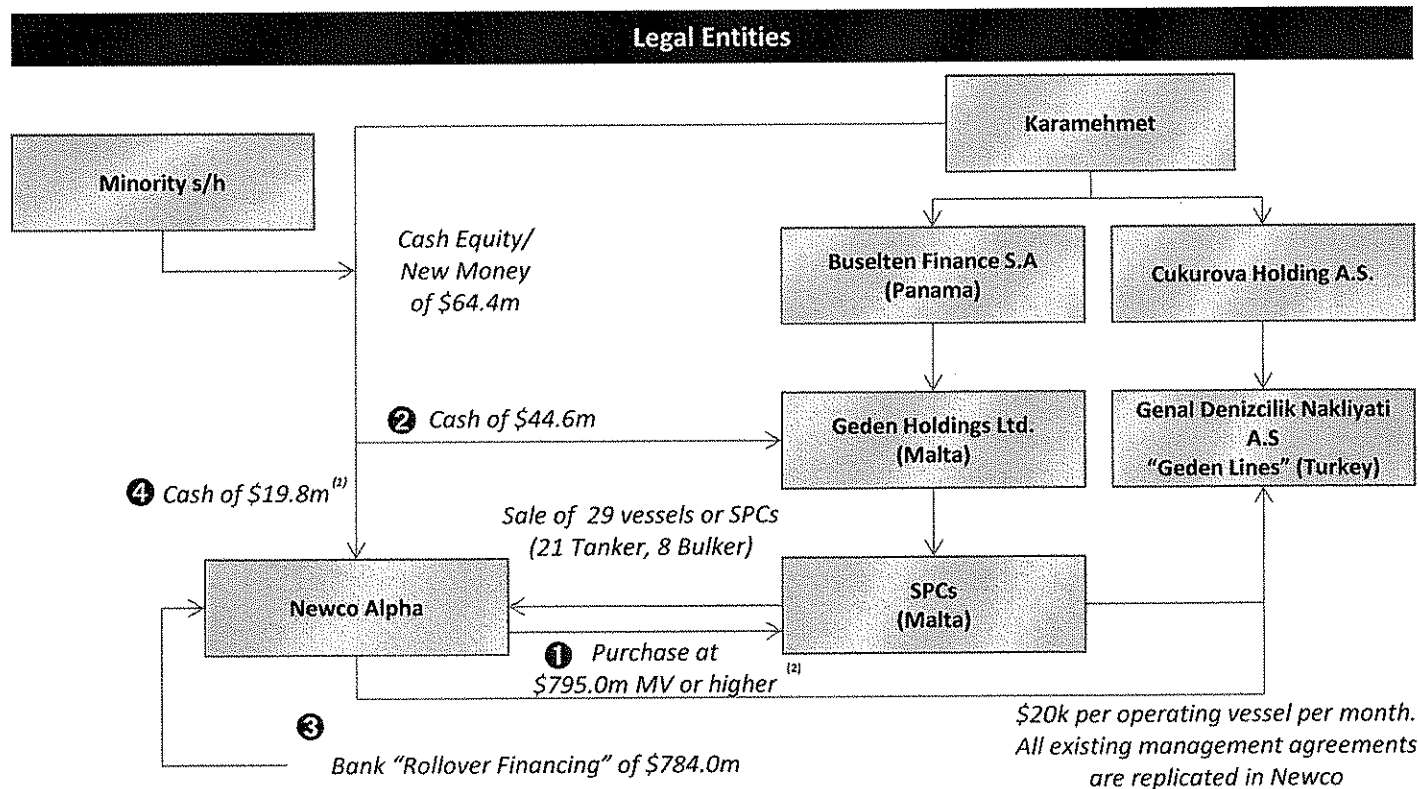 Legal Entities
Karamehmet
Minority s/h
Cash Equity/
New Money
of $64.4m
Buselten Finance S.A
(Panama)
Cukurova Holding A.S.
❷ Cash of $44.6m
Geden Holdings Ltd.
(Malta)
Genal Denizcilik Nakliyati
A.S
"Geden Lines" (Turkey)
❹ Cash of $19.8m(1)
Sale of 29 vessels or SPCs
(21 Tanker, 8 Bulker)
Newco Alpha
SPCs
(Malta)
❶ Purchase at
$795.0m MV or higher (2)
❸
Bank "Rollover Financing" of $784.0m
$20k per operating vessel per month.
All existing management agreements
are replicated in Newco